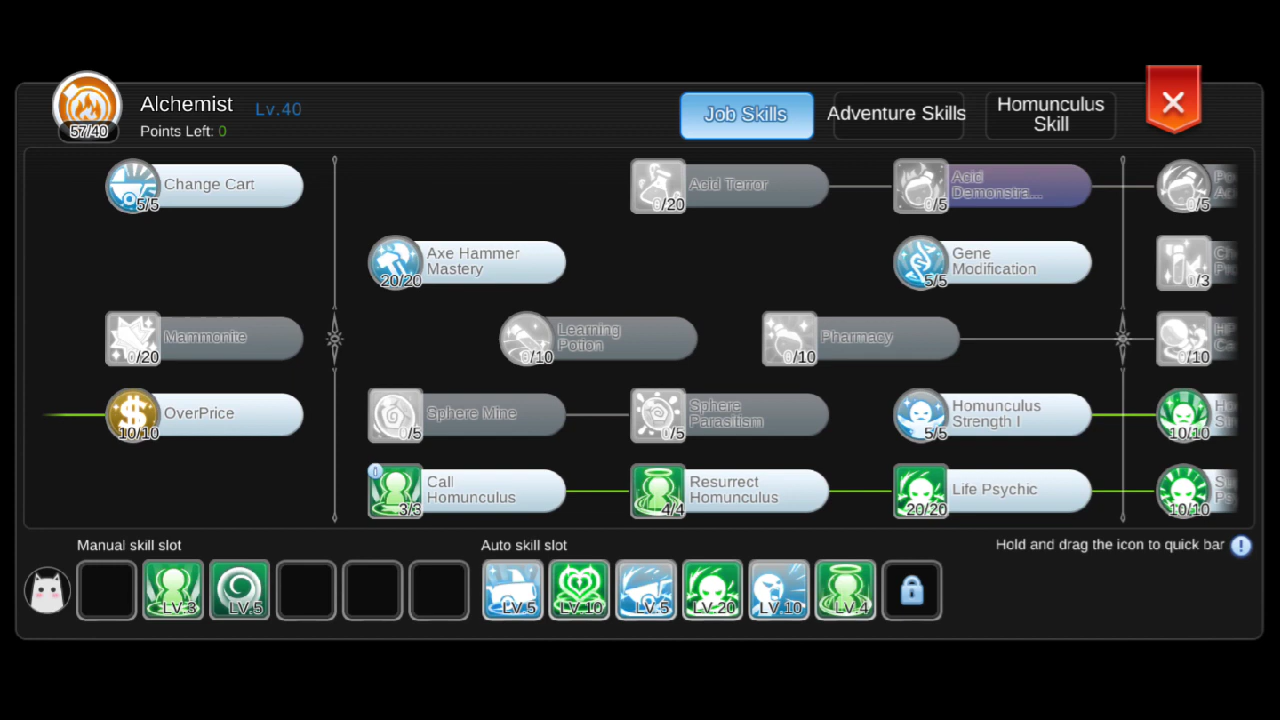 Alchemist Lv.40
57/40
Points Left: 0
Job Skills
Adventure Skills
Homunculus
Skill
Change Cart
5/5
Acid Terror
0/20
Acid
Demonstra...
0/5
0/5
Axe Hammer
Mastery
20/20
Gene
Modification
5/5
0/3
Mammonite
0/20
Learning
Potion
0/10
Pharmacy
0/10
0/10
OverPrice
10/10
Sphere Mine
0/5
Sphere
Parasitism
0/5
Homunculus
Strength I
5/5
10/10
Call
Homunculus
3/3
Resurrect
Homunculus
4/4
Life Psychic
20/20
10/10
Manual skill slot
Auto skill slot
Hold and drag the icon to quick bar
LV.3
LV.5
LV.5
LV.10
LV.5
LV.20
LV.10
LV.4